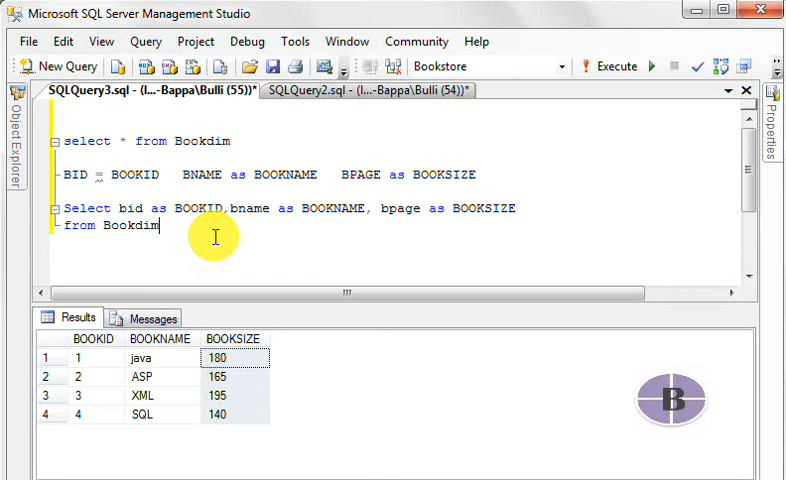 Microsoft SQL Server Management Studio
File Edit View Query Project Debug Tools Window Community Help
New Query Bookstore Execute
SQLQuery3.sql - (l...-Bappa\Bulli (55))* SQLQuery2.sql - (l...-Bappa\Bulli (54))*
Object Explorer
Properties
select * from Bookdim
BID = BOOKID BNAME as BOOKNAME BPAGE as BOOKSIZE
Select bid as BOOKID,bname as BOOKNAME, bpage as BOOKSIZE
from Bookdim
Results Messages
BOOKID BOOKNAME BOOKSIZE
1 1 java 180
2 2 ASP 165
3 3 XML 195
4 4 SQL 140
B